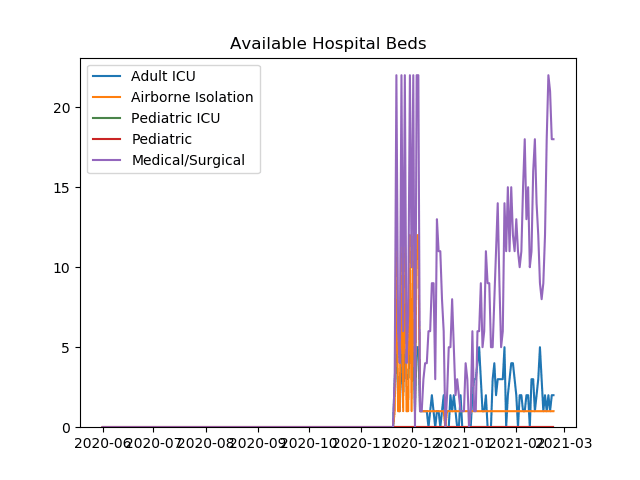 Available Hospital Beds
Adult ICU
Airborne Isolation
Pediatric ICU
Pediatric
Medical/Surgical
20
15
10
5
0
2020-06 2020-07 2020-08 2020-09 2020-10 2020-11 2020-12 2021-01 2021-02 2021-03